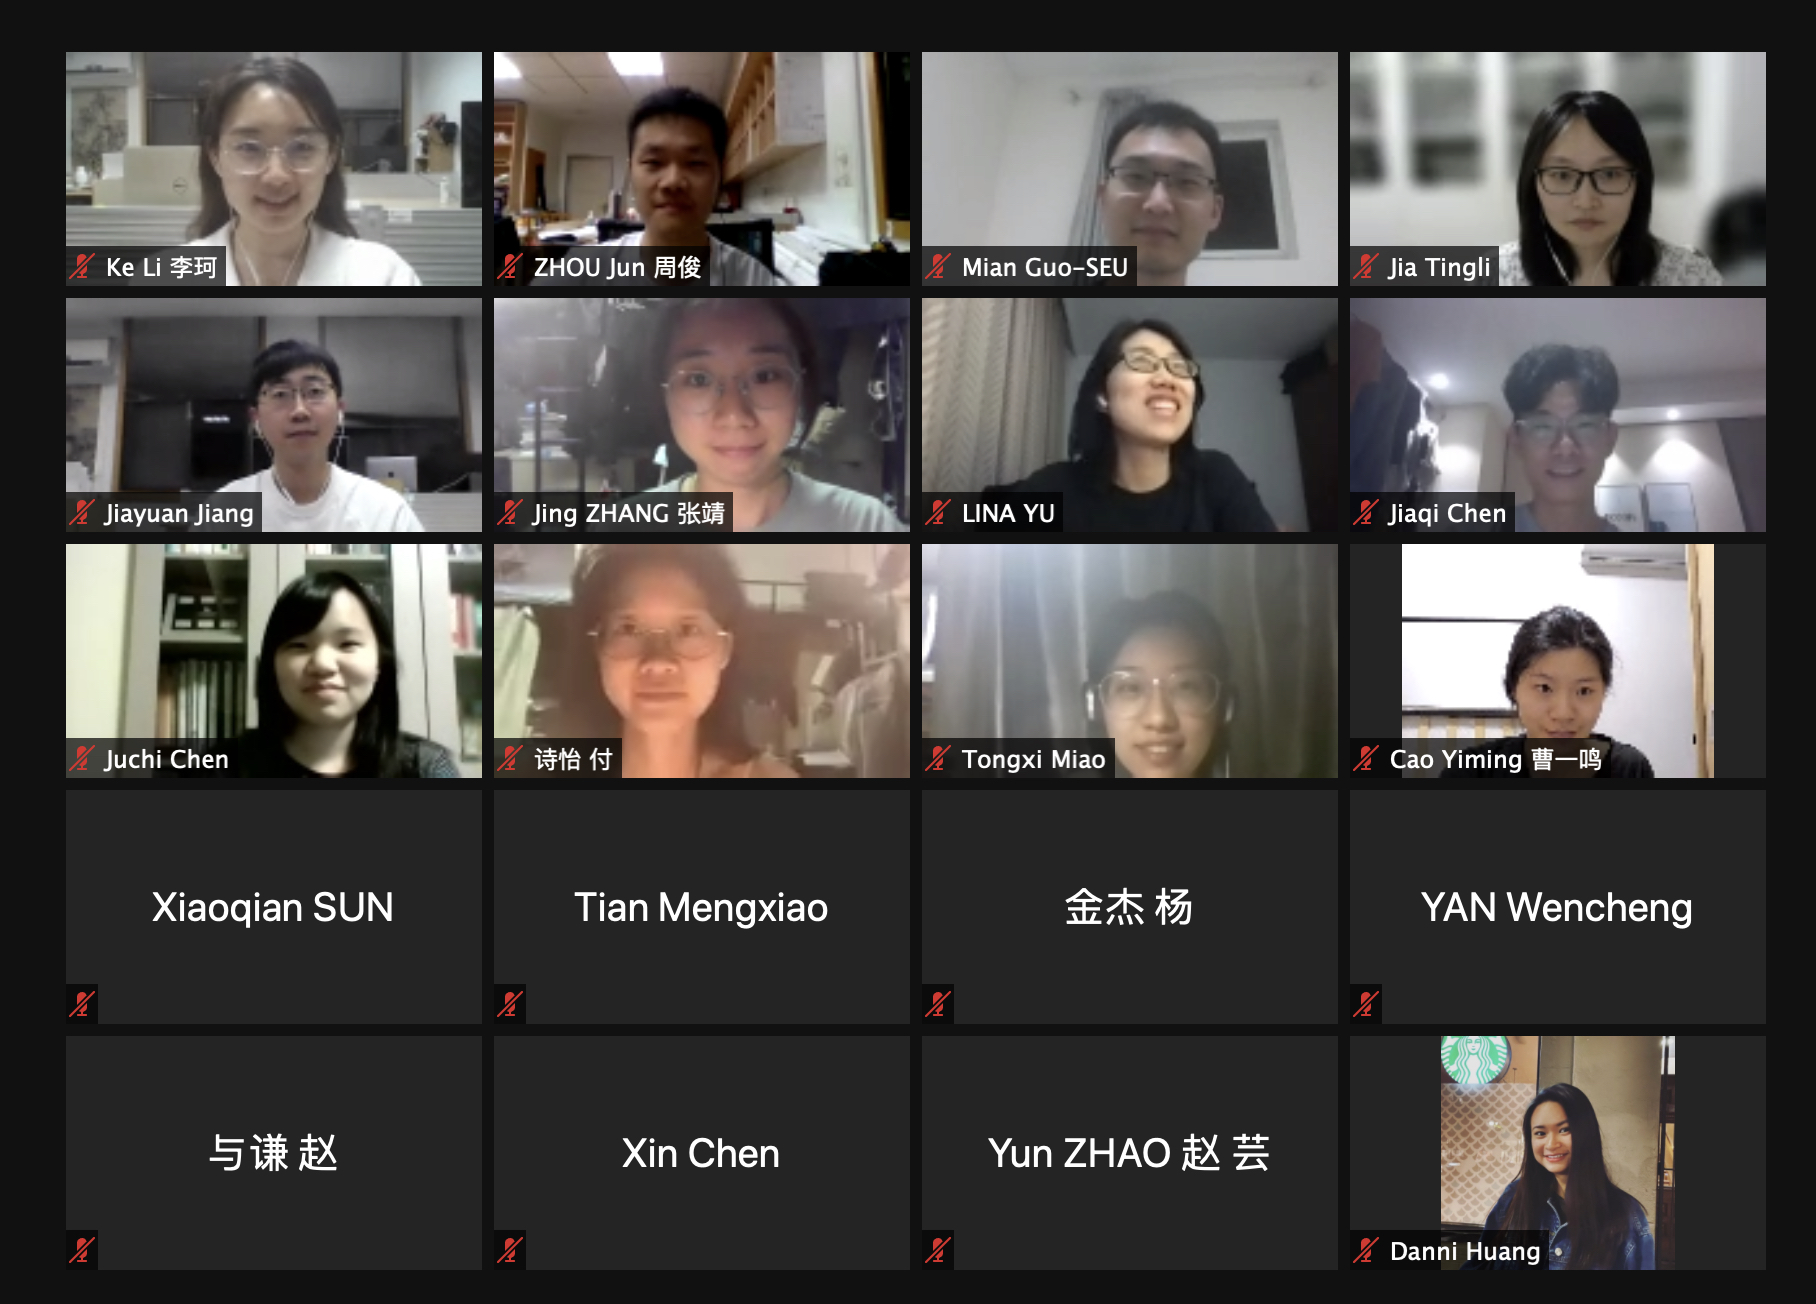 Ke Li 李珂
ZHOU Jun 周俊
Mian Guo-SEU
Jia Tingli
Jiayuan Jiang
Jing ZHANG 张靖
LINA YU
Jiaqi Chen
Juchi Chen
诗怡 付
Tongxi Miao
Cao Yiming 曹一鸣
Xiaoqian SUN
Tian Mengxiao
金杰 杨
YAN Wencheng
与谦 赵
Xin Chen
Yun ZHAO 赵 芸
Danni Huang